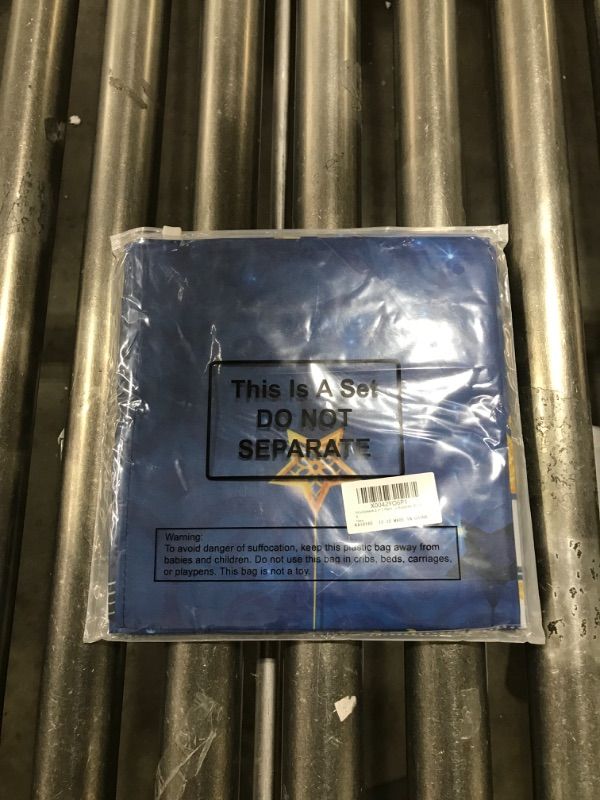 This Is A Set
DO NOT
SEPARATE
New
Warning:
To avoid danger of suffocation, keep this plastic bag away from
babies and children. Do not use this bag in cribs, beds, carriages,
or playpens. This bag is not a toy.